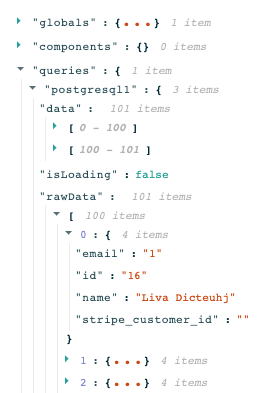 "globals" : {...} 1 item
"components" : {} 0 items
"queries" : { 1 item
"postgresql1" : { 3 items
"data" : 101 items
[ 0 – 100 ]
[ 100 – 101 ]
"isLoading" : false
"rawData" : 101 items
[ 100 items
0 : { 4 items
"email" : "1"
"id" : "16"
"name" : "Liva Dicteuhj"
"stripe_customer_id" : ""
}
1 : {...} 4 items
2 : {...} 4 items